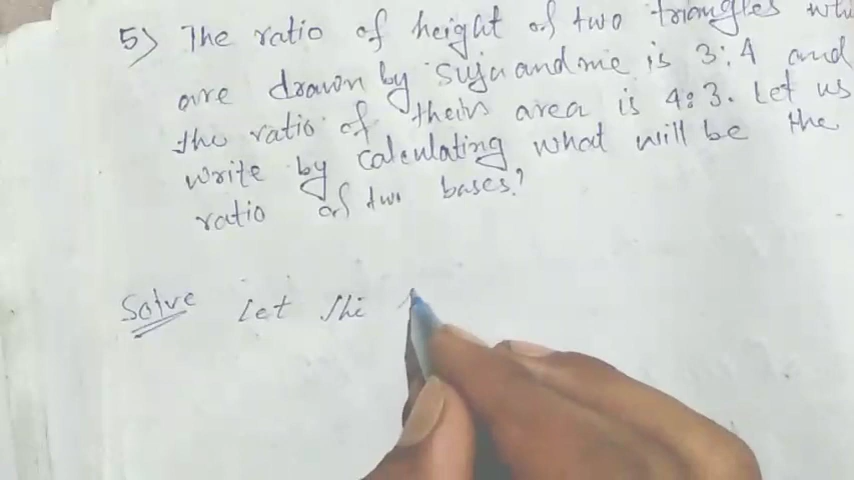 5) The ratio of height of two triangles whi
are drawn by Suju and me is 3:4 and
the ratio of their area is 4:3. Let us
write by calculating what will be the
ratio of two bases?
Solve Let the